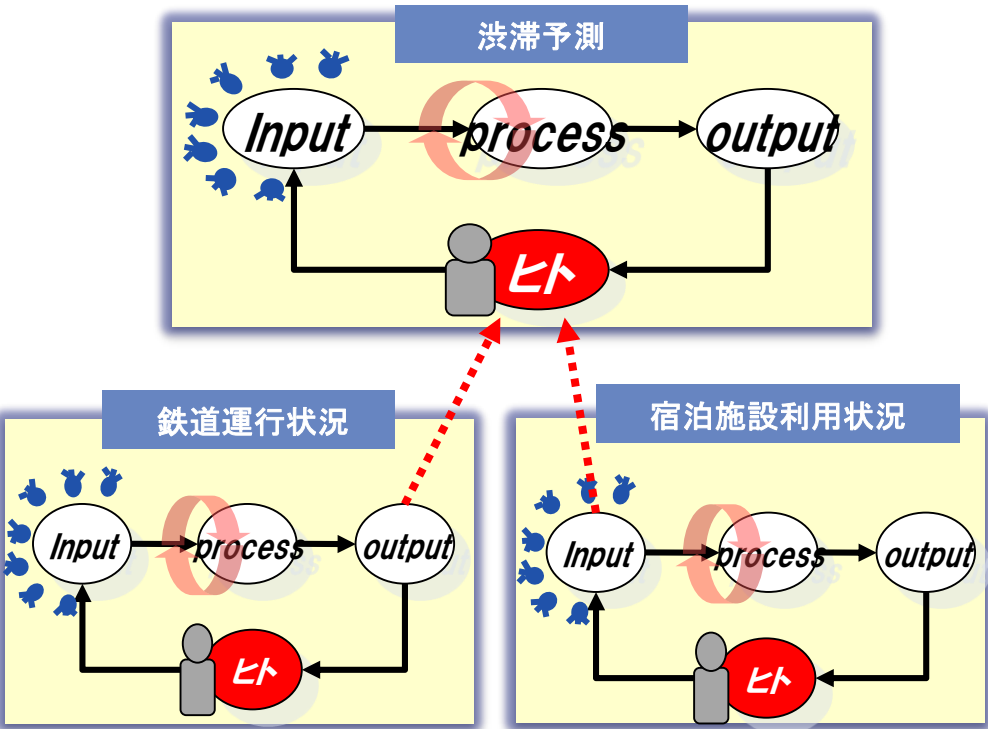 渋滞予測
Input
process
output
ヒト
鉄道運行状況
Input
process
output
ヒト
宿泊施設利用状況
Input
process
output
ヒト